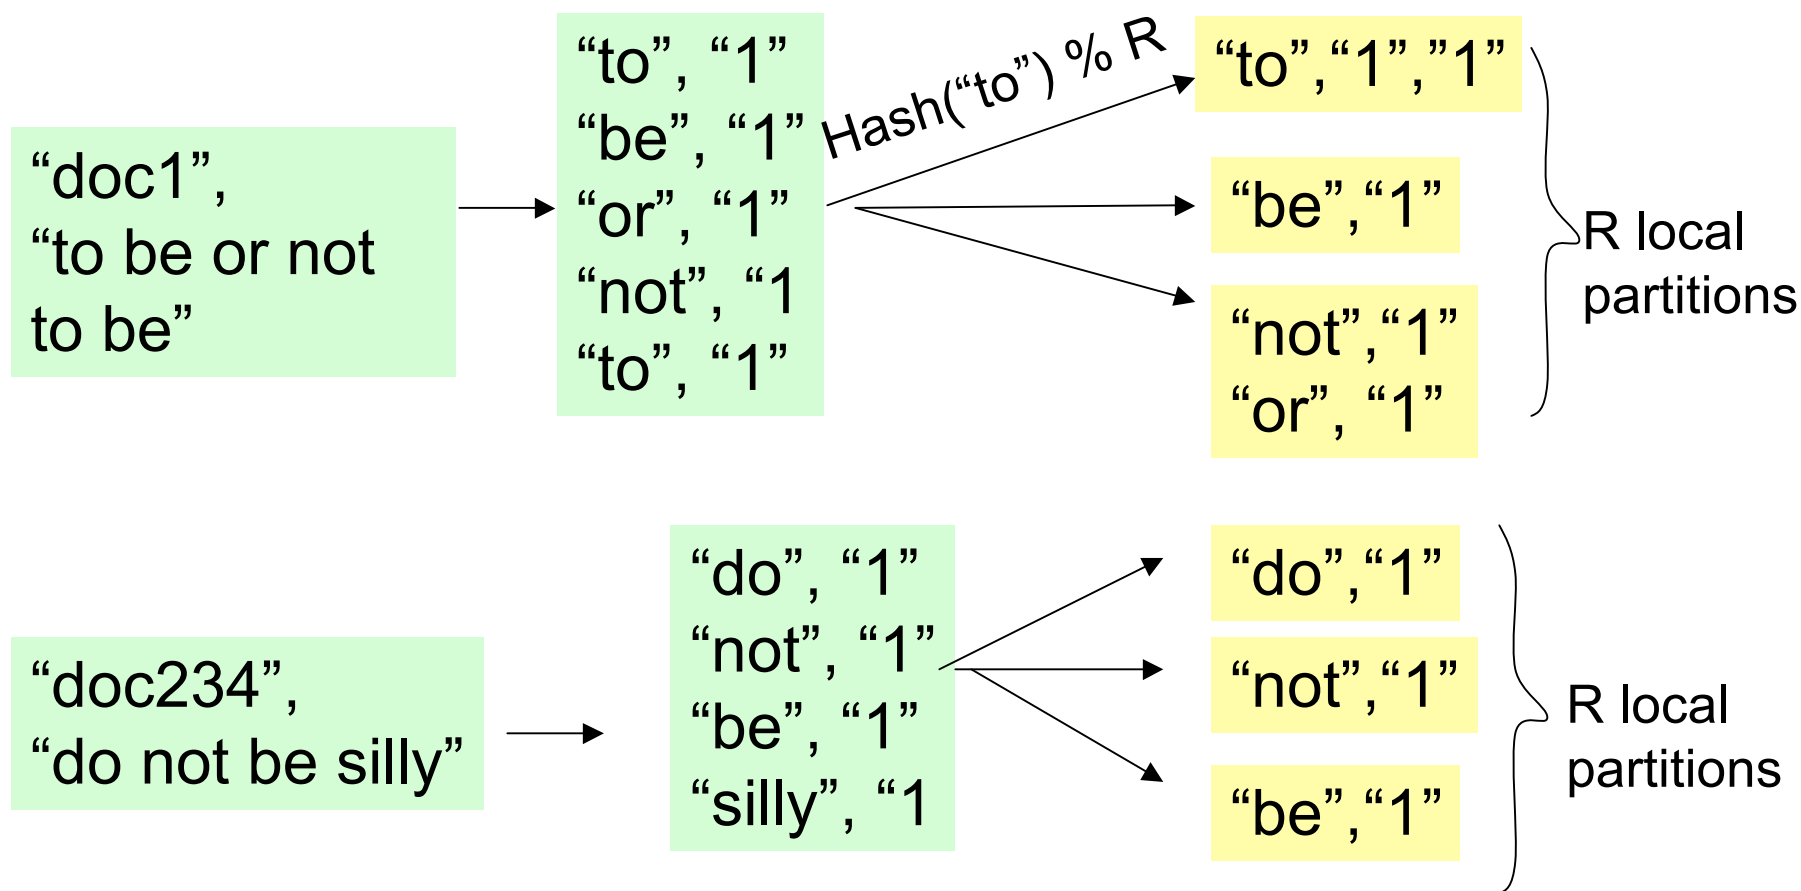 “doc1”,
“to be or not
to be”
“to”, “1”
“be”, “1”
“or”, “1”
“not”, “1
“to”, “1”
Hash(“to”) % R
“to”,“1”,”1”
“be”,“1”
“not”,“1”
“or”, “1”
R local
partitions
“doc234”,
“do not be silly”
“do”, “1”
“not”, “1”
“be”, “1”
“silly”, “1
“do”,“1”
“not”,“1”
“be”,“1”
R local
partitions